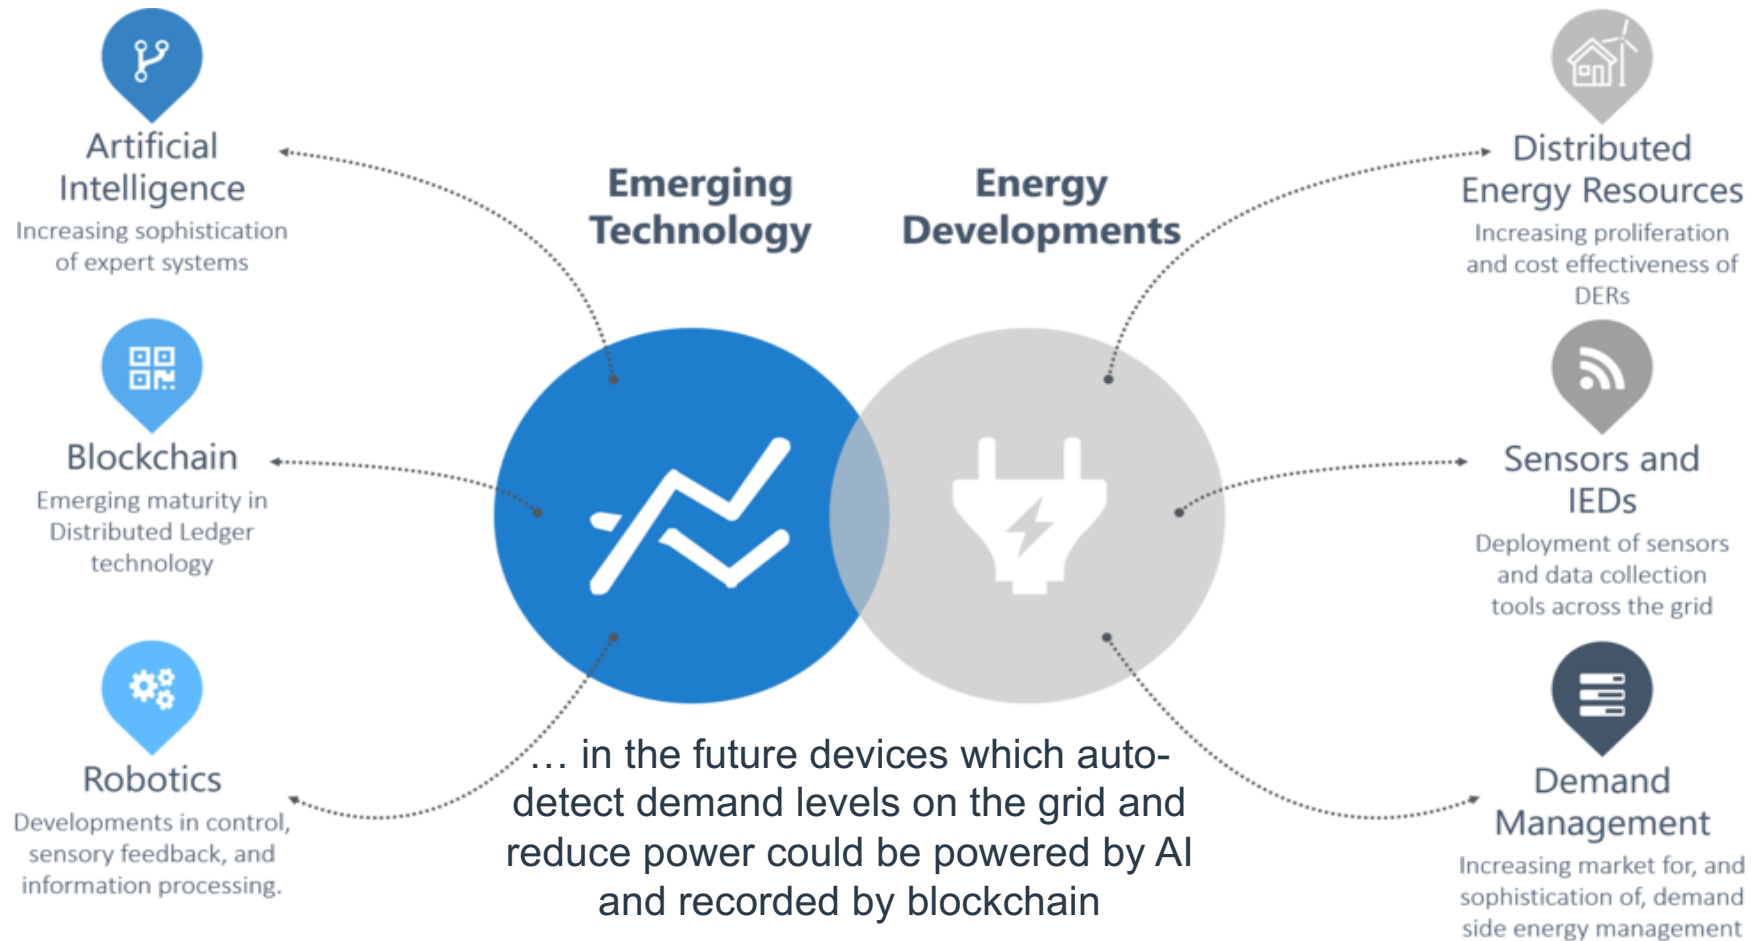 Artificial
Intelligence
Increasing sophistication
of expert systems
Blockchain
Emerging maturity in
Distributed Ledger
technology
Robotics
Developments in control,
sensory feedback, and
information processing.
Emerging
Technology
Energy
Developments
... in the future devices which auto-
detect demand levels on the grid and
reduce power could be powered by AI
and recorded by blockchain
Distributed
Energy Resources
Increasing proliferation
and cost effectiveness of
DERs
Sensors and
IEDs
Deployment of sensors
and data collection
tools across the grid
Demand
Management
Increasing market for, and
sophistication of, demand
side energy management